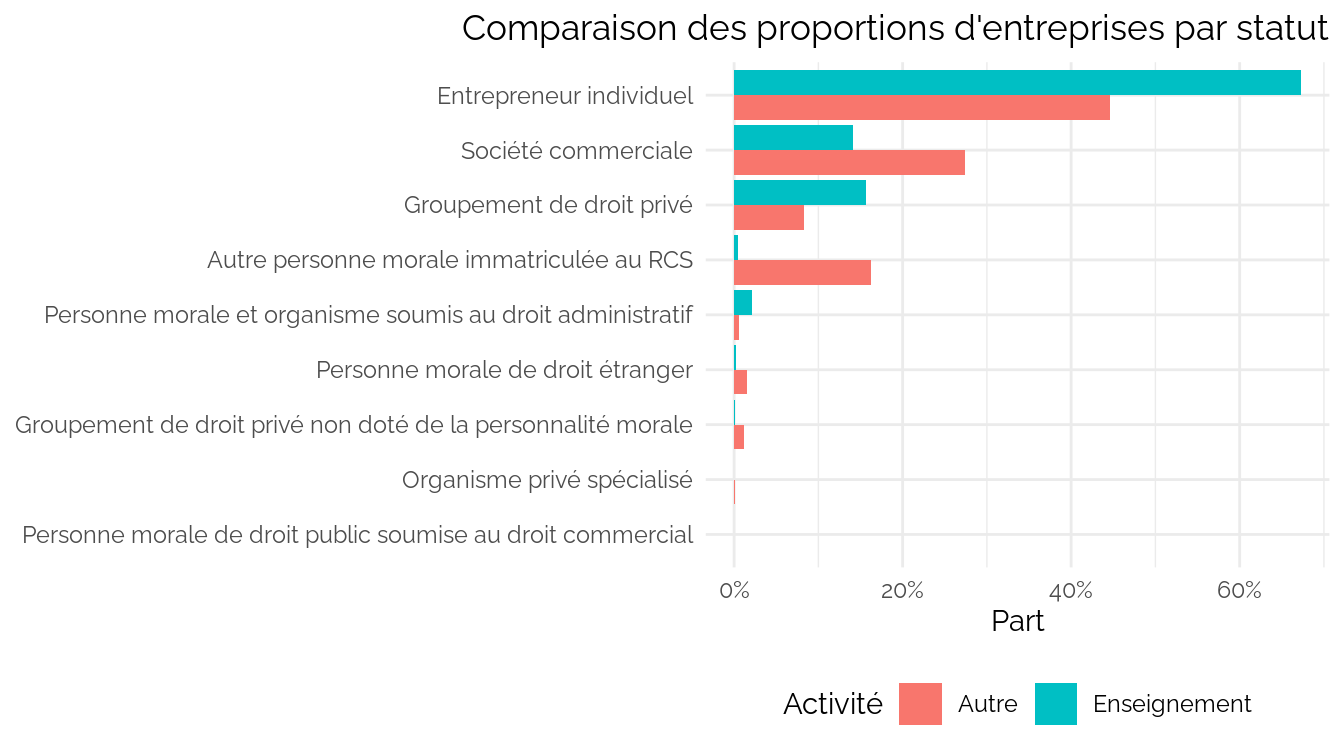 Comparaison des proportions d'entreprises par statut
Entrepreneur individuel
Société commerciale
Groupement de droit privé
Autre personne morale immatriculée au RCS
Personne morale et organisme soumis au droit administratif
Personne morale de droit étranger
Groupement de droit privé non doté de la personnalité morale
Organisme privé spécialisé
Personne morale de droit public soumise au droit commercial
0% 20% 40% 60%
Part
Activité Autre Enseignement